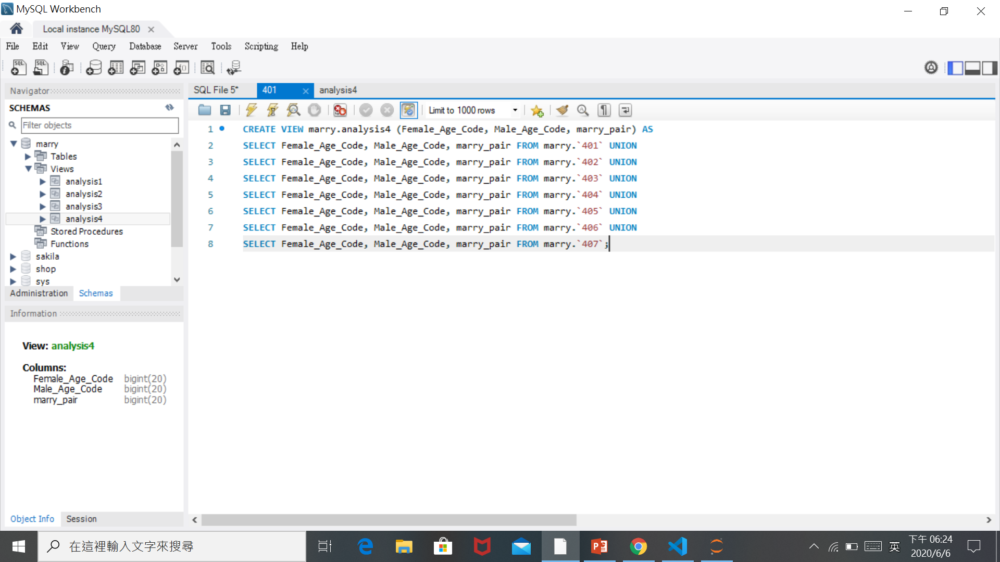 MySQL Workbench
Local instance MySQL80
File Edit View Query Database Server Tools Scripting Help
Navigator
SCHEMAS
Filter objects
marry
Tables
Views
analysis1
analysis2
analysis3
analysis4
Stored Procedures
Functions
sakila
shop
sys
Administration Schemas
Information
View: analysis4
Columns:
Female_Age_Code bigint(20)
Male_Age_Code bigint(20)
marry_pair bigint(20)
Object Info Session
SQL File 5* 401 analysis4
Limit to 1000 rows
1 CREATE VIEW marry.analysis4 (Female_Age_Code, Male_Age_Code, marry_pair) AS
2 SELECT Female_Age_Code, Male_Age_Code, marry_pair FROM marry.`401` UNION
3 SELECT Female_Age_Code, Male_Age_Code, marry_pair FROM marry.`402` UNION
4 SELECT Female_Age_Code, Male_Age_Code, marry_pair FROM marry.`403` UNION
5 SELECT Female_Age_Code, Male_Age_Code, marry_pair FROM marry.`404` UNION
6 SELECT Female_Age_Code, Male_Age_Code, marry_pair FROM marry.`405` UNION
7 SELECT Female_Age_Code, Male_Age_Code, marry_pair FROM marry.`406` UNION
8 SELECT Female_Age_Code, Male_Age_Code, marry_pair FROM marry.`407`;
在這裡輸入文字來搜尋
英
下午 06:24
2020/6/6